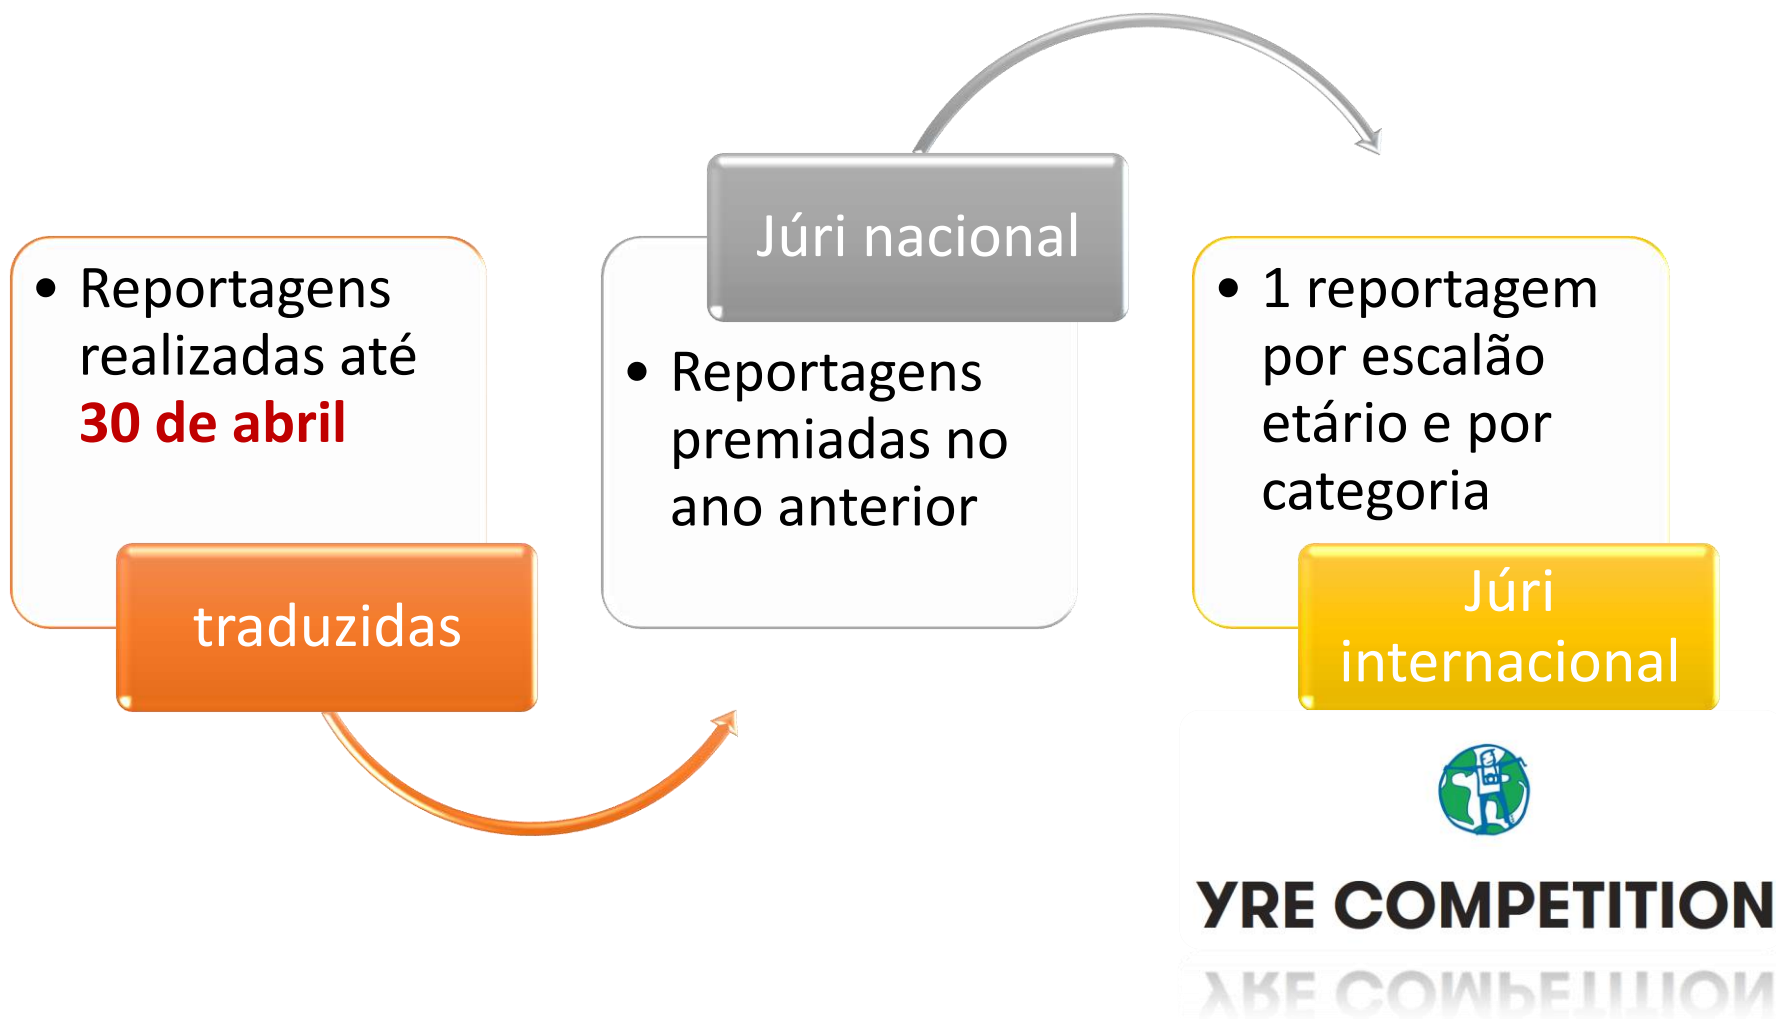 • Reportagens
realizadas até
30 de abril
traduzidas
Júri nacional
• Reportagens
premiadas no
ano anterior
• 1 reportagem
por escalão
etário e por
categoria
Júri
internacional
YRE COMPETITION